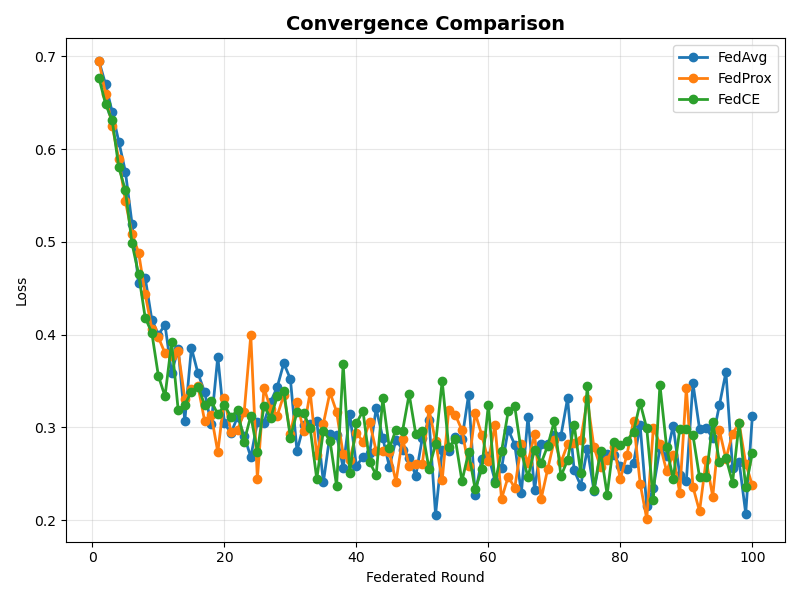 Convergence Comparison
FedAvg
FedProx
FedCE
0.7
0.6
0.5
0.4
0.3
0.2
Loss
0 20 40 60 80 100
Federated Round